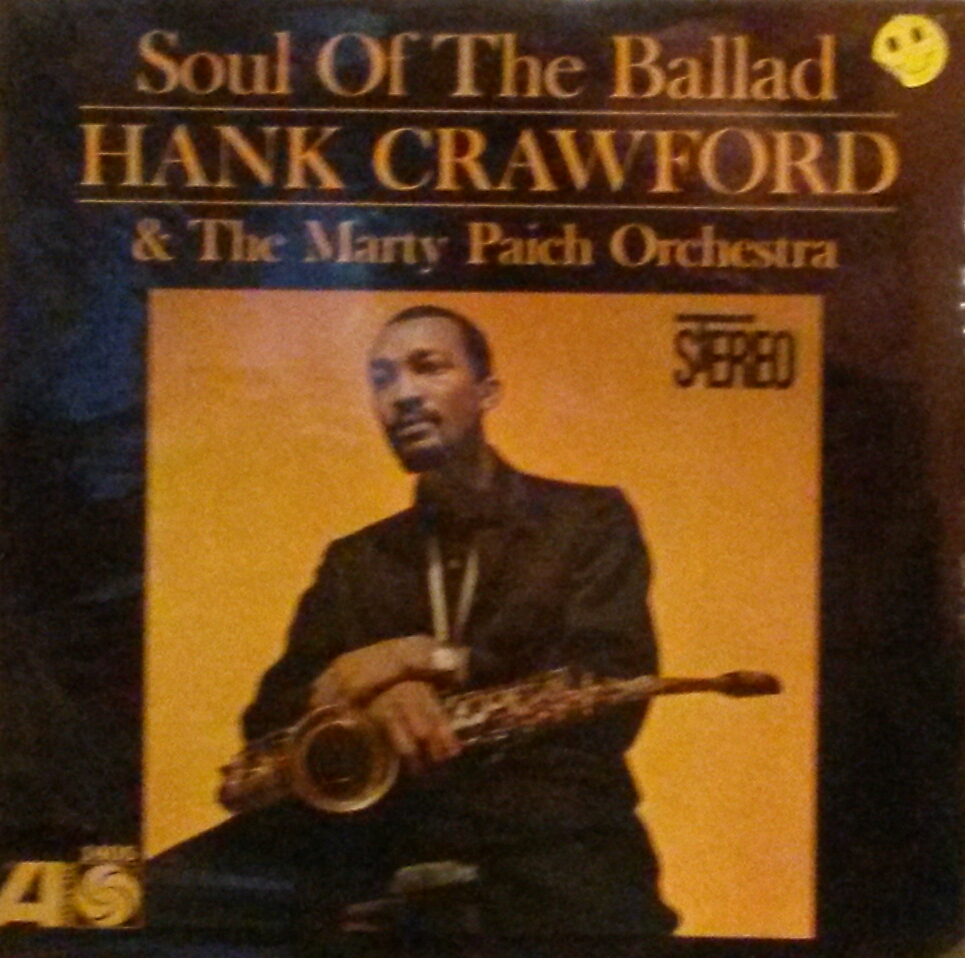 Soul Of The Ballad
HANK CRAWFORD
& The Marty Paich Orchestra
STEREO
A